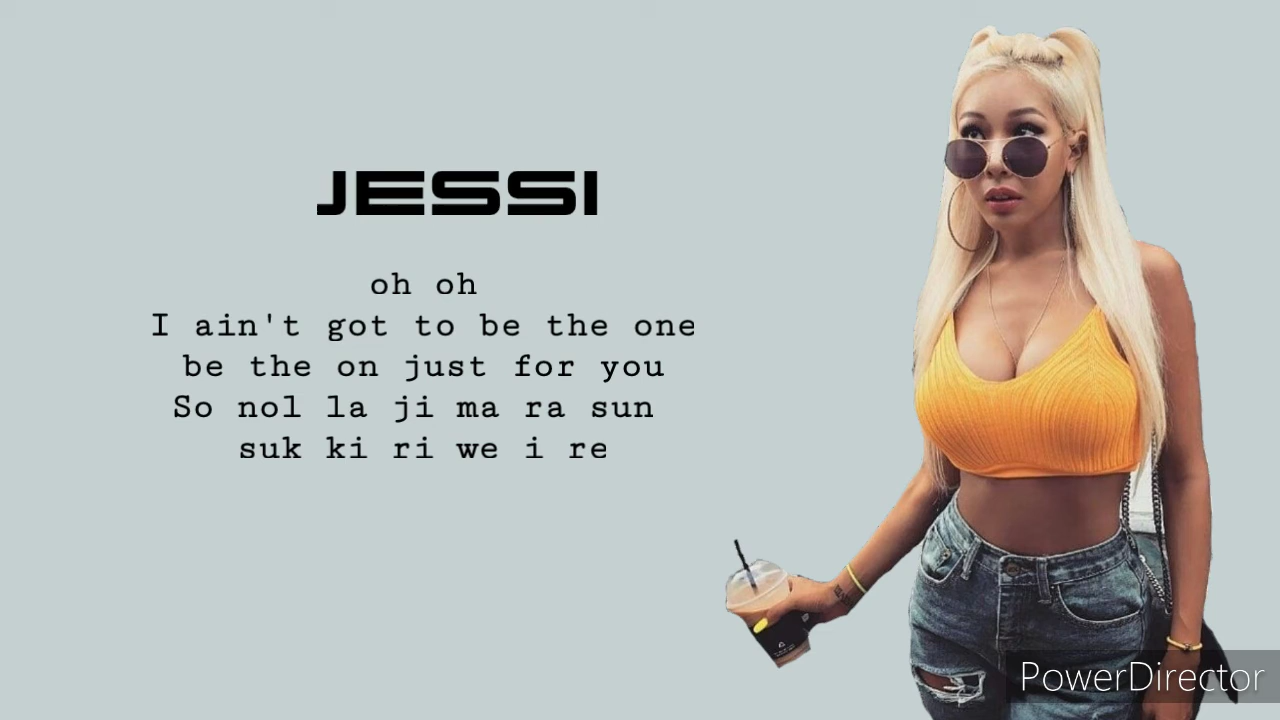 JESSI
oh oh
I ain't got to be the one
be the on just for you
So nol la ji ma ra sun
suk ki ri we i re
PowerDirector